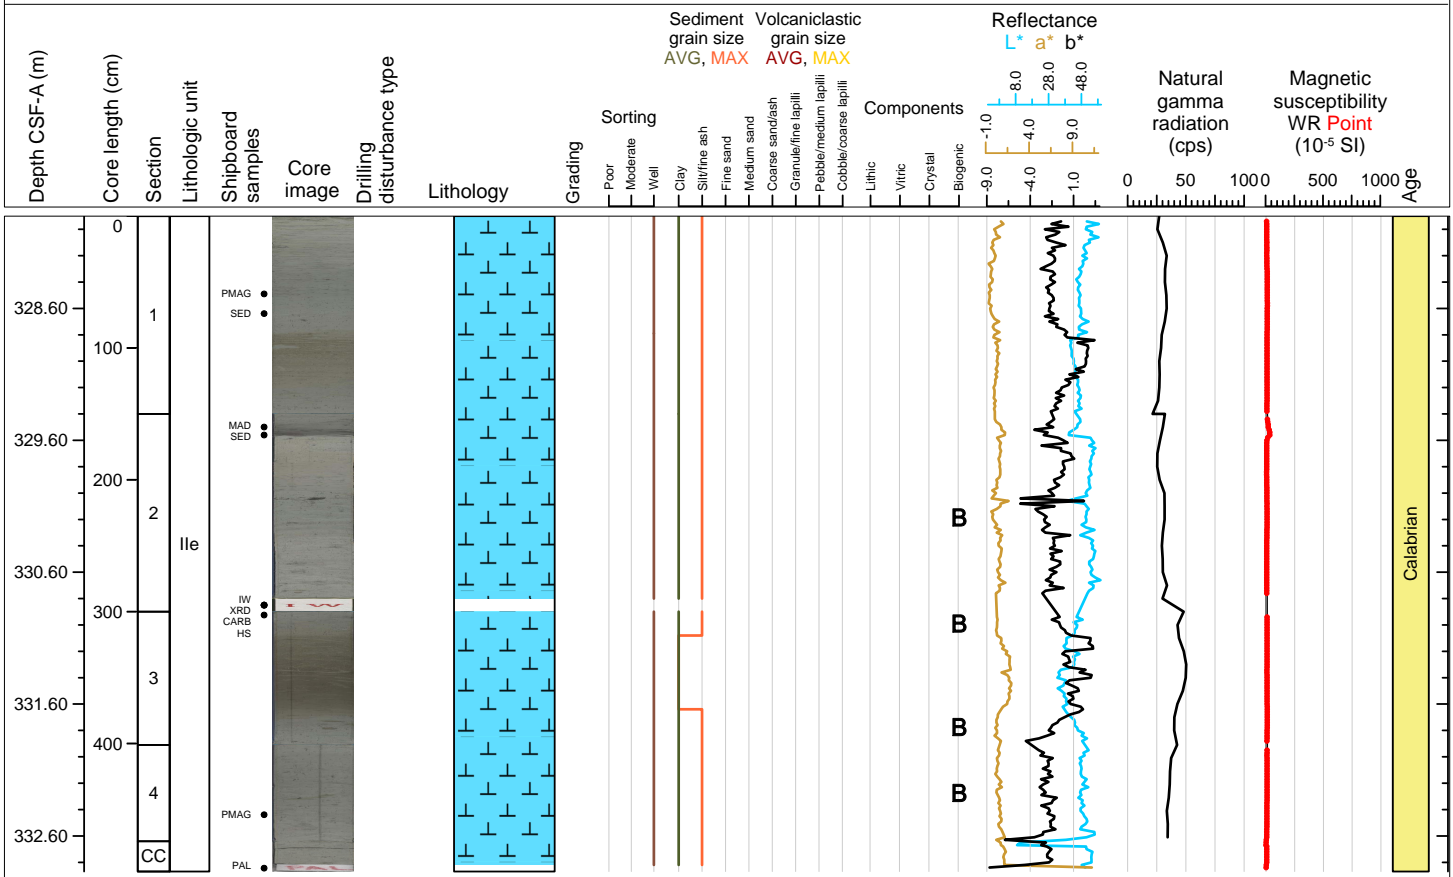 Depth CSF-A (m)
Core length (cm)
Section
Lithologic unit
Shipboard
samples
Core
image
Drilling
disturbance type
Lithology
Grading
Sorting
Poor
Moderate
Well
Sediment
grain size
AVG, MAX
Volcaniclastic
grain size
AVG, MAX
Clay
Silt/fine ash
Fine sand
Medium sand
Coarse sand/ash
Granule/fine lapilli
Pebble/medium lapilli
Cobble/coarse lapilli
Components
Lithic
Vitric
Crystal
Biogenic
Reflectance
L* a* b*
8.0 28.0 48.0
-1.0 4.0 9.0
-9.0 -4.0 1.0
Natural
gamma
radiation
(cps)
0 50 100
Magnetic
susceptibility
WR Point
(10-5 SI)
0 500 1000
Age
0
PMAG
328.60
SED
1
100
MAD
SED
329.60
200
2
B
IIe
Calabrian
330.60
IW
XRD
300
CARB
HS
B
3
331.60
B
400
4
B
PMAG
332.60
CC
PAL
I W
PAL